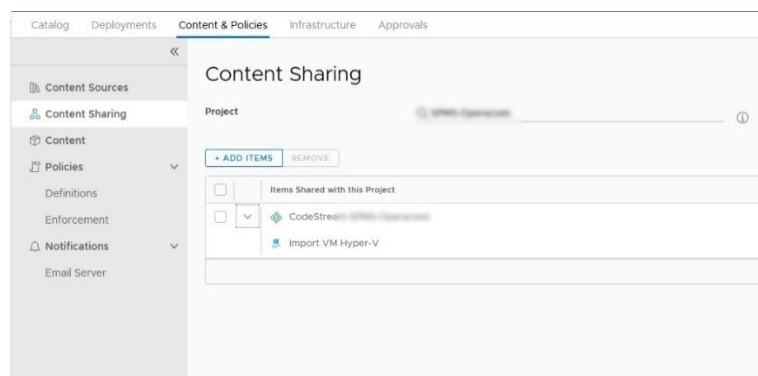 Catalog Deployments Content & Policies Infrastructure Approvals
Content Sources
Content Sharing
Content
Policies
Definitions
Enforcement
Notifications
Email Server
Content Sharing
Project
+ ADD ITEMS REMOVE
Items Shared with this Project
Import VM Hyper-V